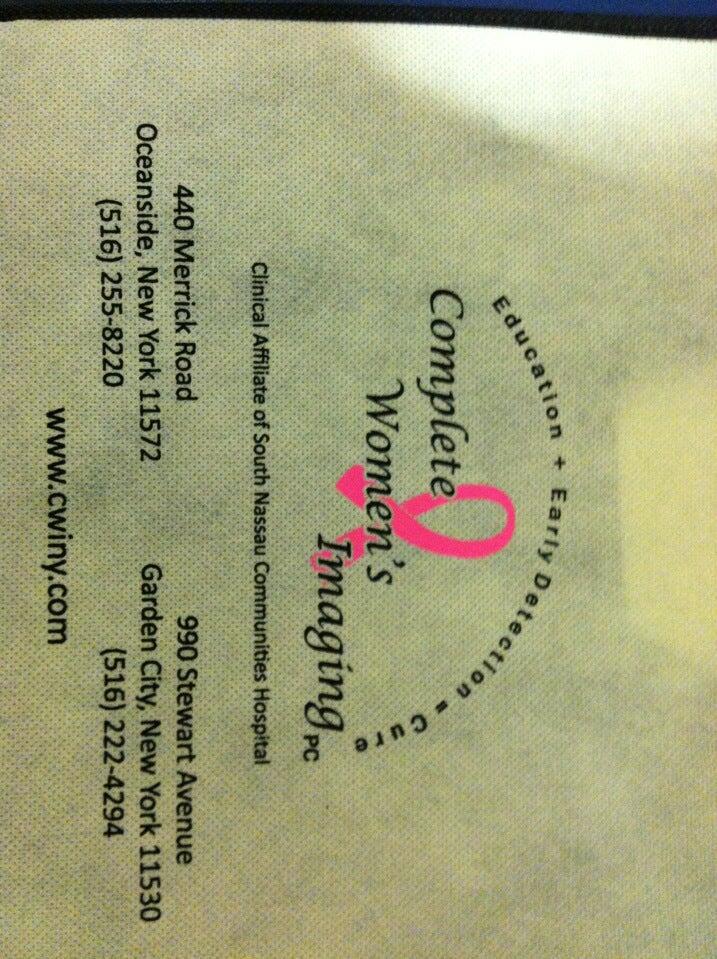 Education + Early Detection = Cure
Complete
Women's
Imaging PC
Clinical Affiliate of South Nassau Communities Hospital
440 Merrick Road
Oceanside, New York 11572
(516) 255-8220
990 Stewart Avenue
Garden City, New York 11530
(516) 222-4294
www.cwiny.com